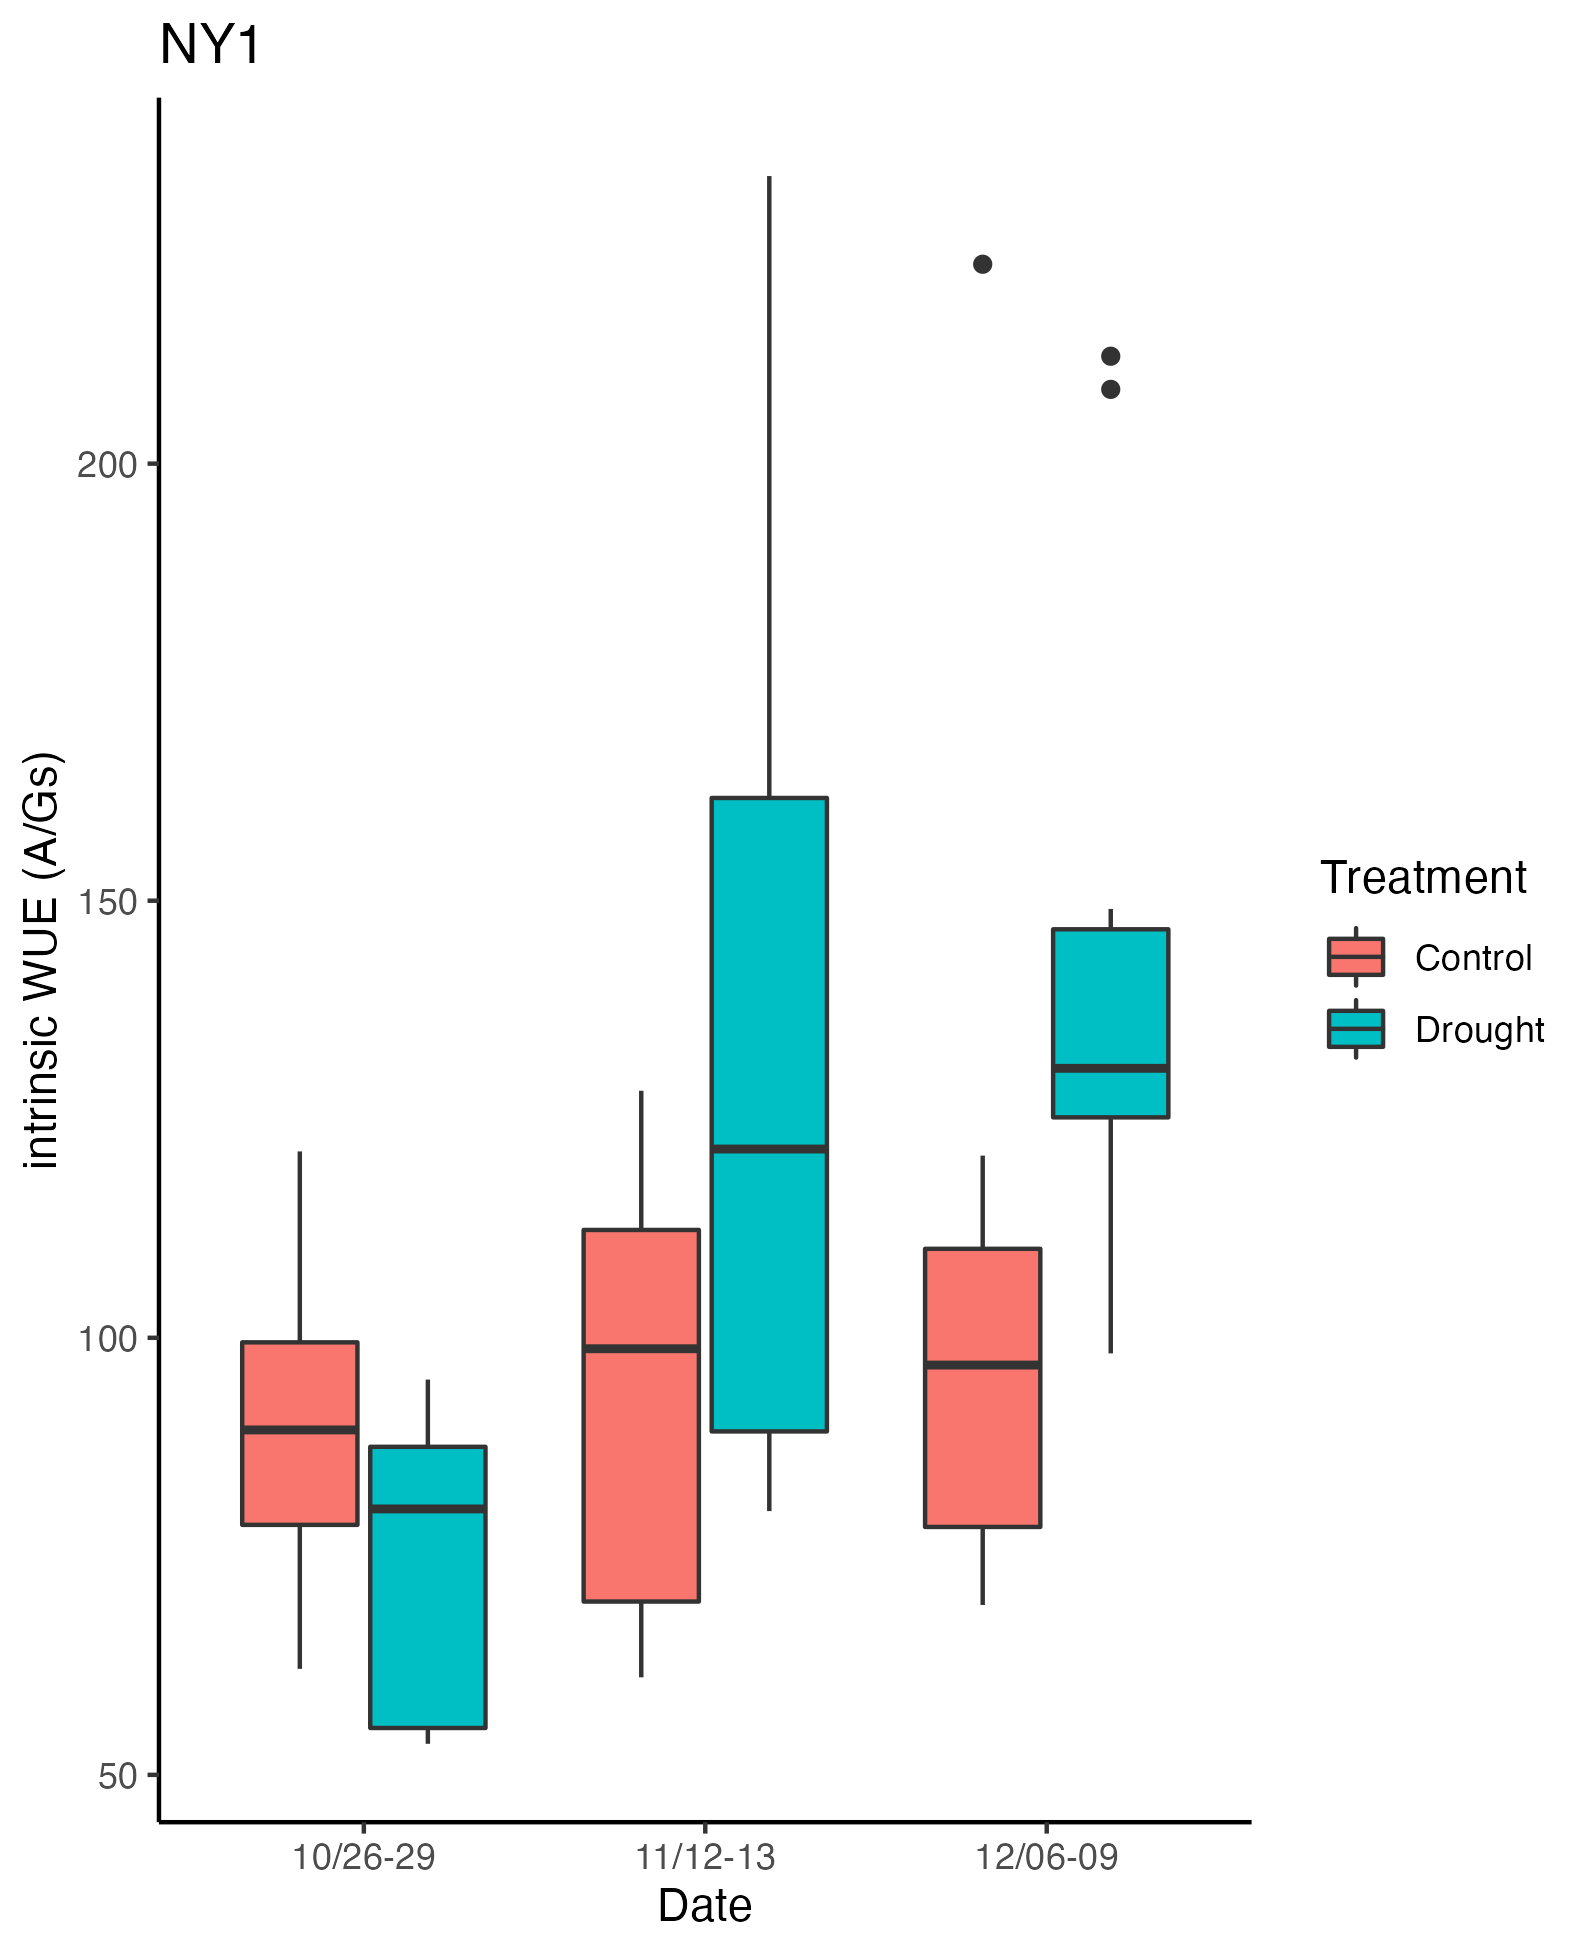 NY1
intrinsic WUE (A/Gs)
200
150
100
50
10/26-29
11/12-13
12/06-09
Date
Treatment
Control
Drought